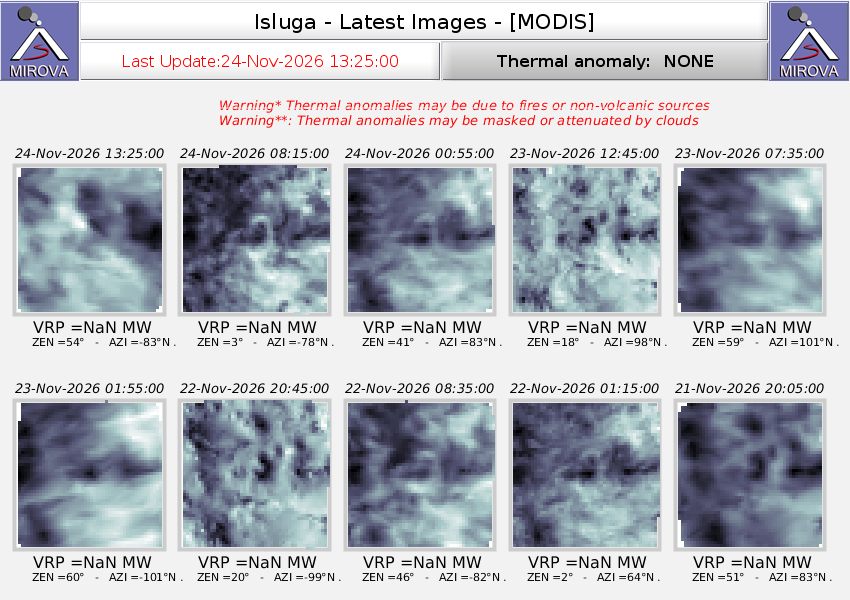 Isluga - Latest Images - [MODIS]
MIROVA
Last Update:24-Nov-2026 13:25:00
Thermal anomaly: NONE
MIROVA
Warning* Thermal anomalies may be due to fires or non-volcanic sources
Warning**: Thermal anomalies may be masked or attenuated by clouds
24-Nov-2026 13:25:00 24-Nov-2026 08:15:00 24-Nov-2026 00:55:00 23-Nov-2026 12:45:00 23-Nov-2026 07:35:00
VRP =NaN MW VRP =NaN MW VRP =NaN MW VRP =NaN MW VRP =NaN MW
ZEN =54° - AZI =-83°N . ZEN =3° - AZI =-78°N . ZEN =41° - AZI =83°N . ZEN =18° - AZI =98°N . ZEN =59° - AZI =101°N .
23-Nov-2026 01:55:00 22-Nov-2026 20:45:00 22-Nov-2026 08:35:00 22-Nov-2026 01:15:00 21-Nov-2026 20:05:00
VRP =NaN MW VRP =NaN MW VRP =NaN MW VRP =NaN MW VRP =NaN MW
ZEN =60° - AZI =-101°N . ZEN =20° - AZI =-99°N . ZEN =46° - AZI =-82°N . ZEN =2° - AZI =64°N . ZEN =51° - AZI =83°N .